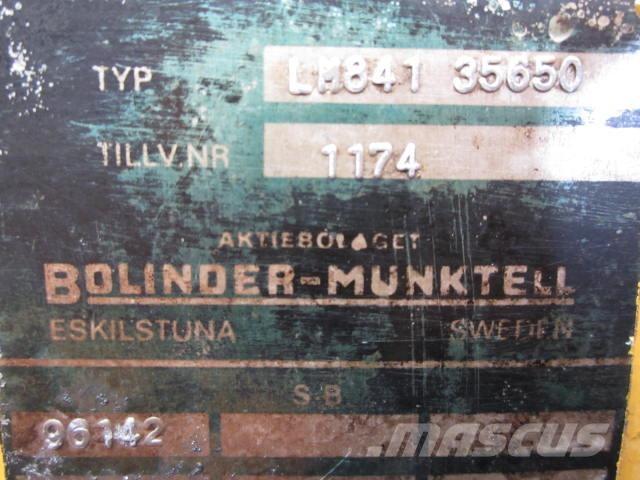 TYP LM841 35650
TILLV.NR 1174
AKTIEBOLAGET
BOLINDER-MUNKTELL
ESKILSTUNA SWEDEN
S-B
96142
MASCUS